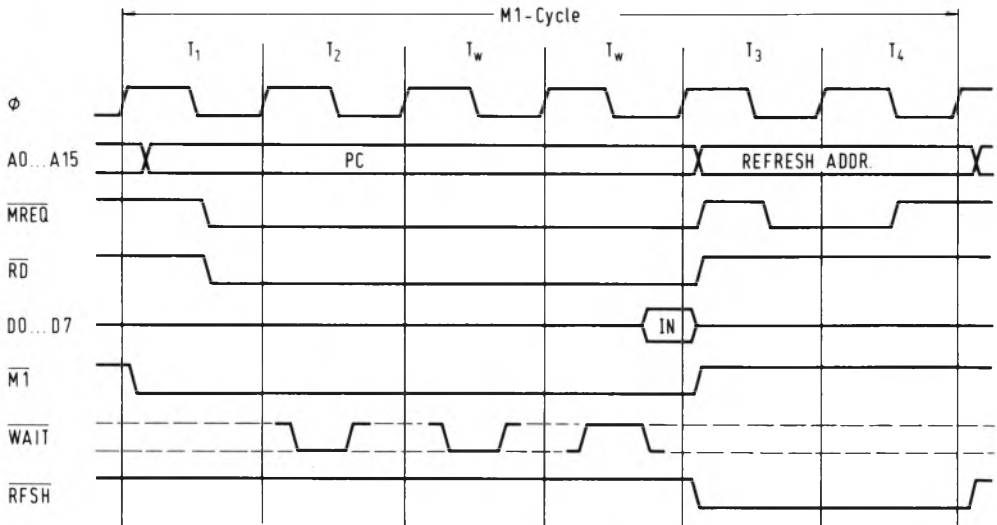 M1-Cycle
T1 T2 Tw Tw T3 T4
ϕ
A0...A15 PC REFRESH ADDR.
MREQ
RD
D0...D7 IN
M1
WAIT
RFSH